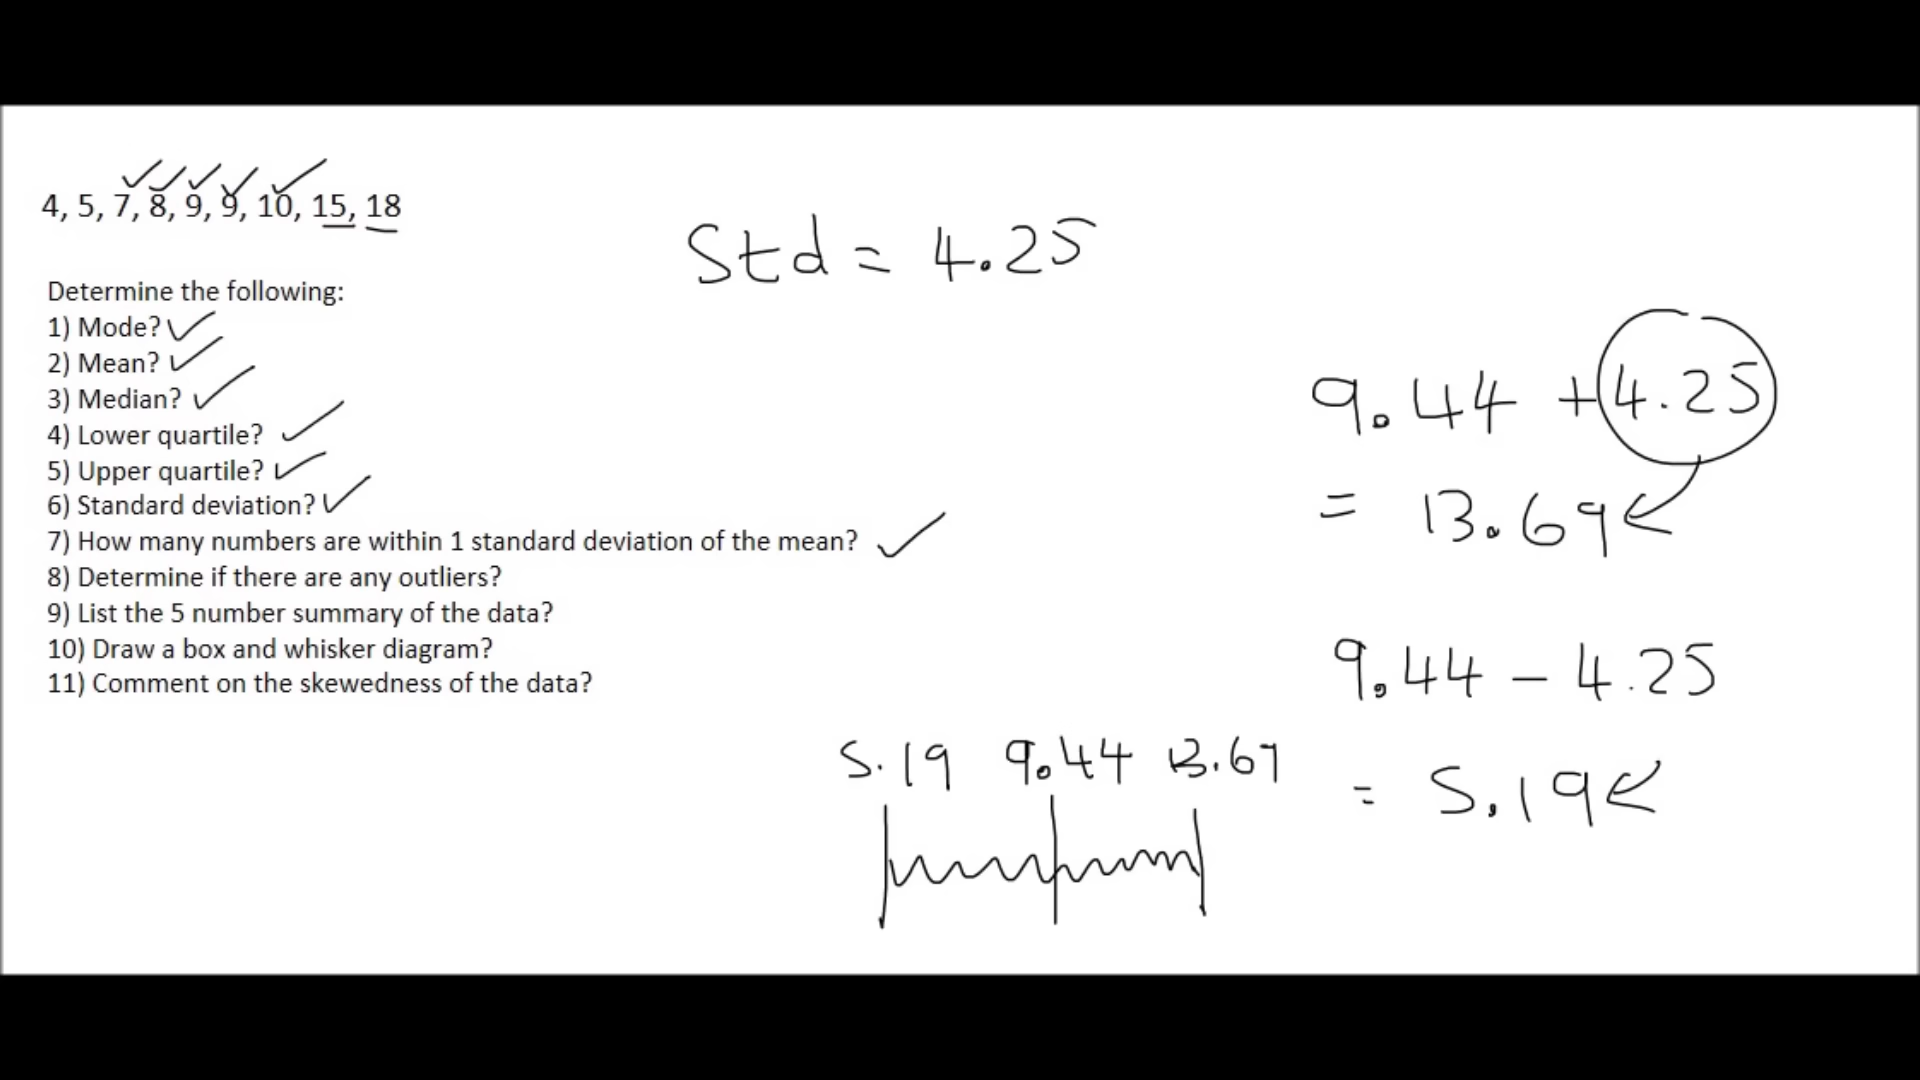 4, 5, 7, 8, 9, 9, 10, 15, 18
Std = 4.25
Determine the following:
1) Mode?
2) Mean?
3) Median?
4) Lower quartile?
5) Upper quartile?
6) Standard deviation?
7) How many numbers are within 1 standard deviation of the mean?
8) Determine if there are any outliers?
9) List the 5 number summary of the data?
10) Draw a box and whisker diagram?
11) Comment on the skewedness of the data?
9.44 + 4.25
= 13.69
9.44 - 4.25
= 5.19
5.19 9.44 13.69